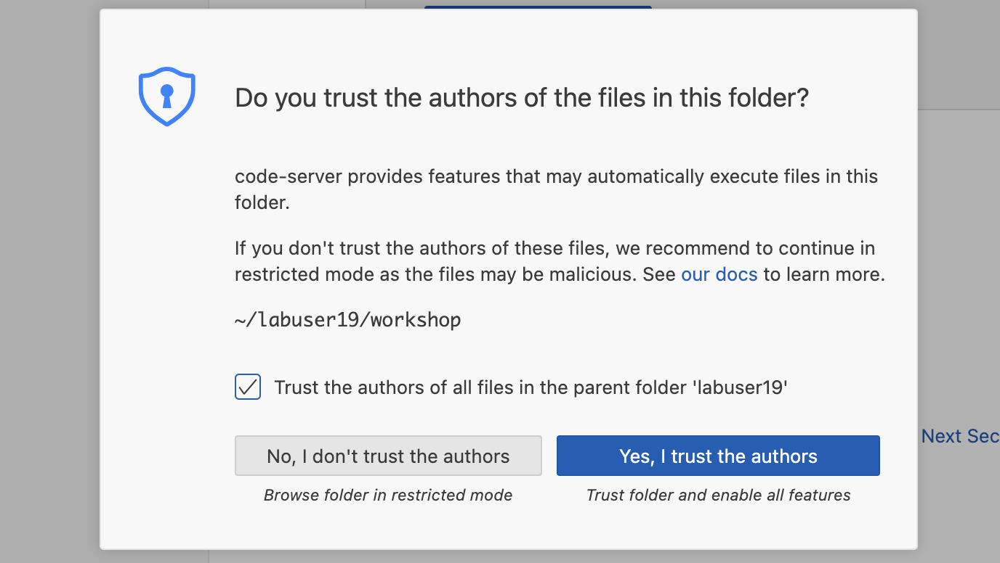 Do you trust the authors of the files in this folder?
code-server provides features that may automatically execute files in this
folder.
If you don't trust the authors of these files, we recommend to continue in
restricted mode as the files may be malicious. See our docs to learn more.
~/labuser19/workshop
Trust the authors of all files in the parent folder 'labuser19'
No, I don't trust the authors
Yes, I trust the authors
Browse folder in restricted mode
Trust folder and enable all features
Next Sec